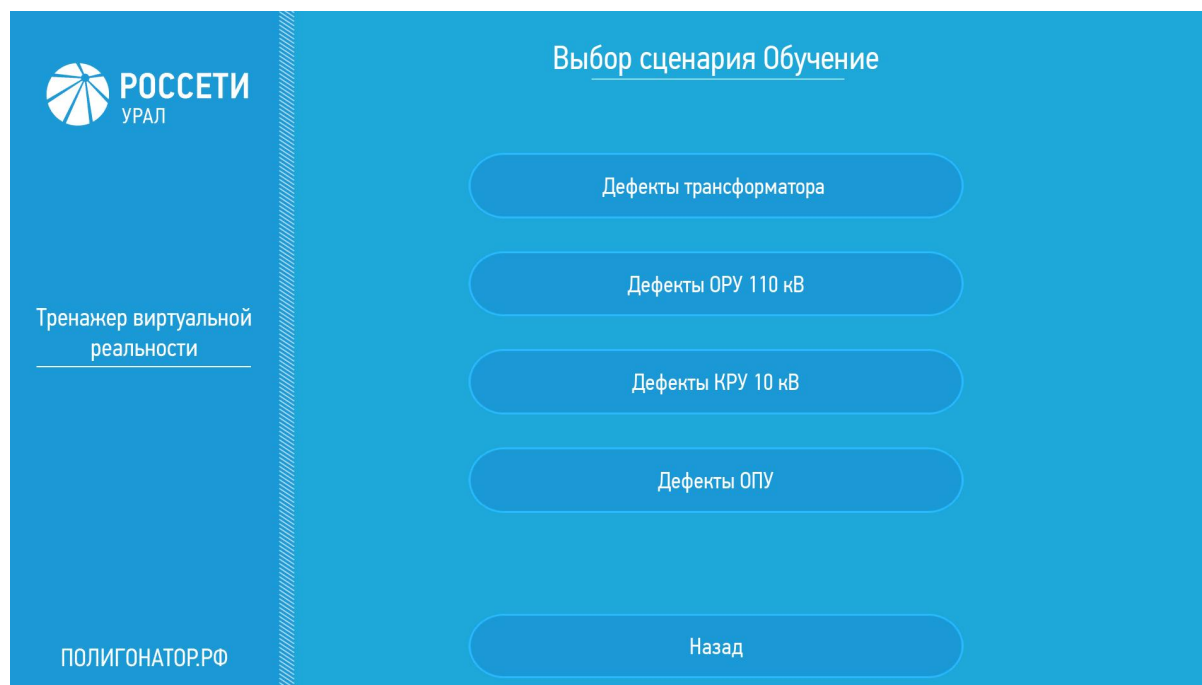 РОССЕТИ
УРАЛ
Тренажер виртуальной
реальности
ПОЛИГОНАТОР.РФ
Выбор сценария Обучение
Дефекты трансформатора
Дефекты ОРУ 110 кВ
Дефекты КРУ 10 кВ
Дефекты ОПУ
Назад